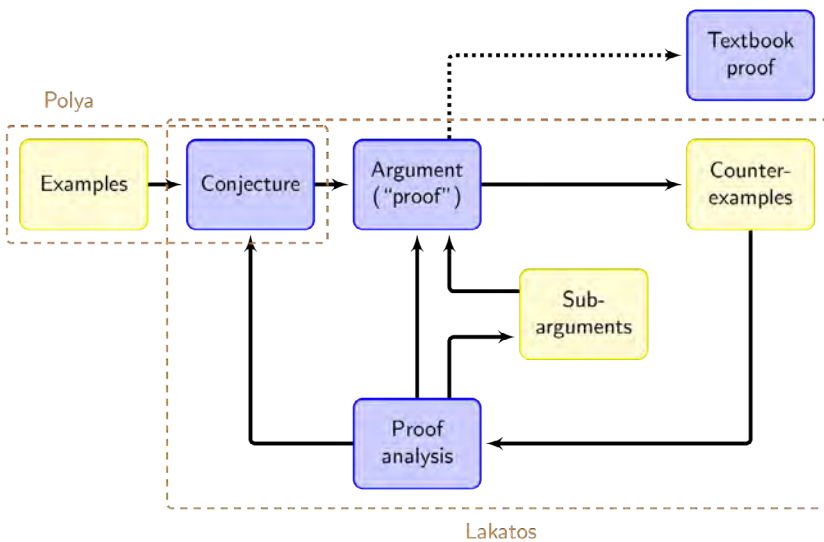 Textbook
proof
Polya
Examples
Conjecture
Argument
("proof")
Counter-
examples
Sub-
arguments
Proof
analysis
Lakatos